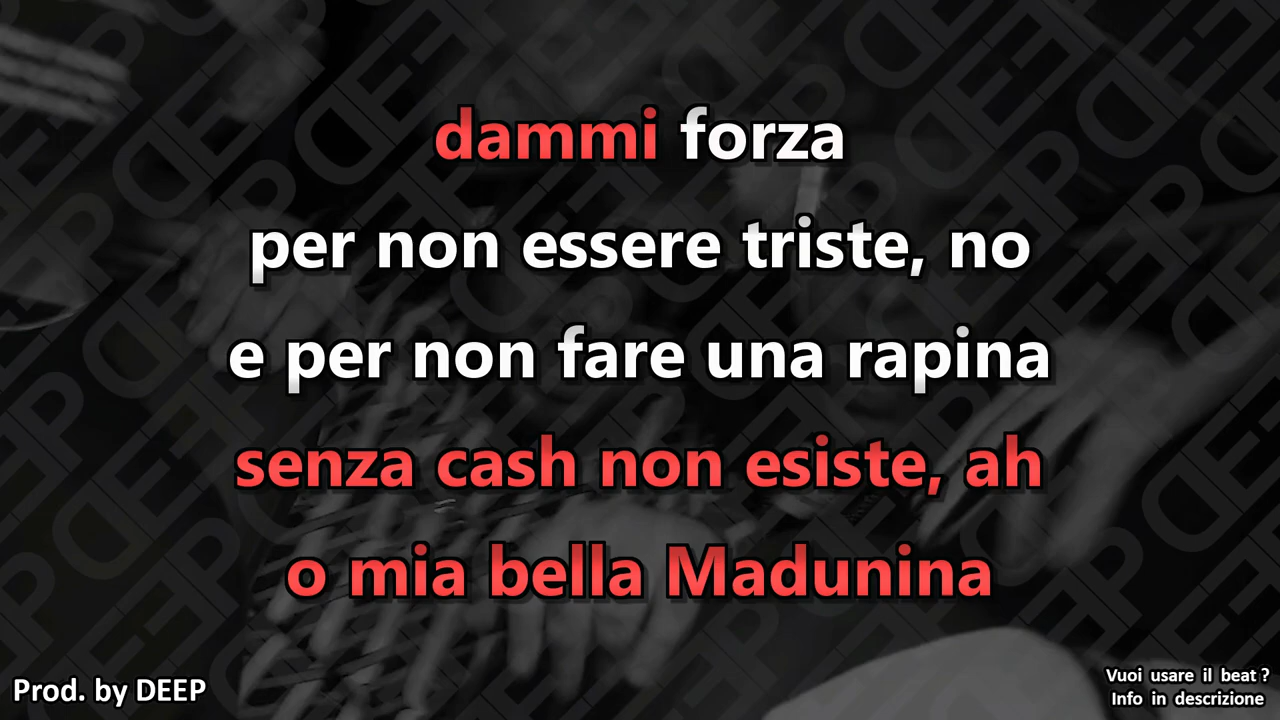 dammi forza
per non essere triste, no
e per non fare una rapina
senza cash non esiste, ah
o mia bella Madunina
Prod. by DEEP
Vuoi usare il beat ?
Info in descrizione